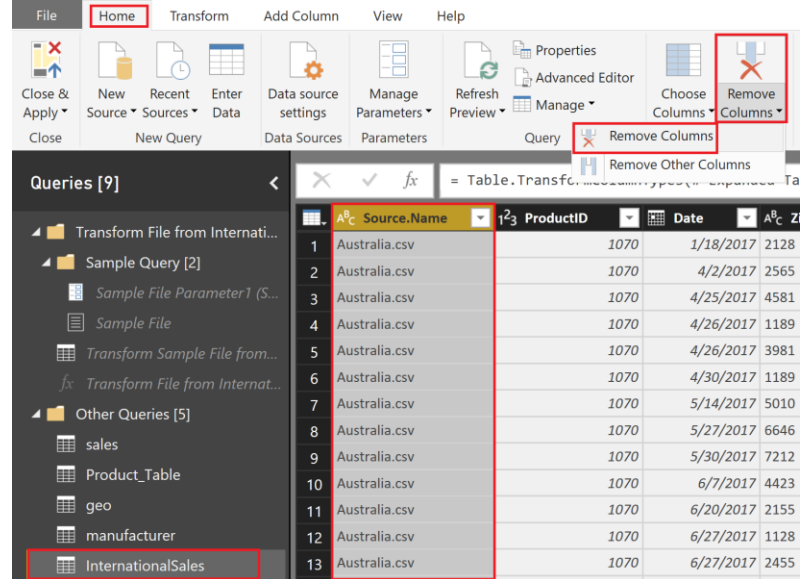 File Home Transform Add Column View Help
Properties
Advanced Editor
Manage
Close & New Recent Enter Data source Manage Refresh Choose Remove
Apply Source Sources Data settings Parameters Preview Columns Columns
Close New Query Data Sources Parameters Query
Remove Columns
Remove Other Columns
Queries [9]
fx = Table.TransformColumnTypes(#"Expanded Ta
Transform File from Internati...
Sample Query [2]
Sample File Parameter1 (S...
Sample File
Transform Sample File from...
fx Transform File from Internat...
Other Queries [5]
sales
Product_Table
geo
manufacturer
InternationalSales
ABC Source.Name 123 ProductID Date ABC Zi
1 Australia.csv 1070 1/18/2017 2128
2 Australia.csv 1070 4/2/2017 2565
3 Australia.csv 1070 4/25/2017 4581
4 Australia.csv 1070 4/26/2017 1189
5 Australia.csv 1070 4/26/2017 3981
6 Australia.csv 1070 4/30/2017 1189
7 Australia.csv 1070 5/14/2017 5010
8 Australia.csv 1070 5/27/2017 6646
9 Australia.csv 1070 5/30/2017 7212
10 Australia.csv 1070 6/7/2017 4423
11 Australia.csv 1070 6/20/2017 2155
12 Australia.csv 1070 6/27/2017 1128
13 Australia.csv 1070 6/27/2017 2455